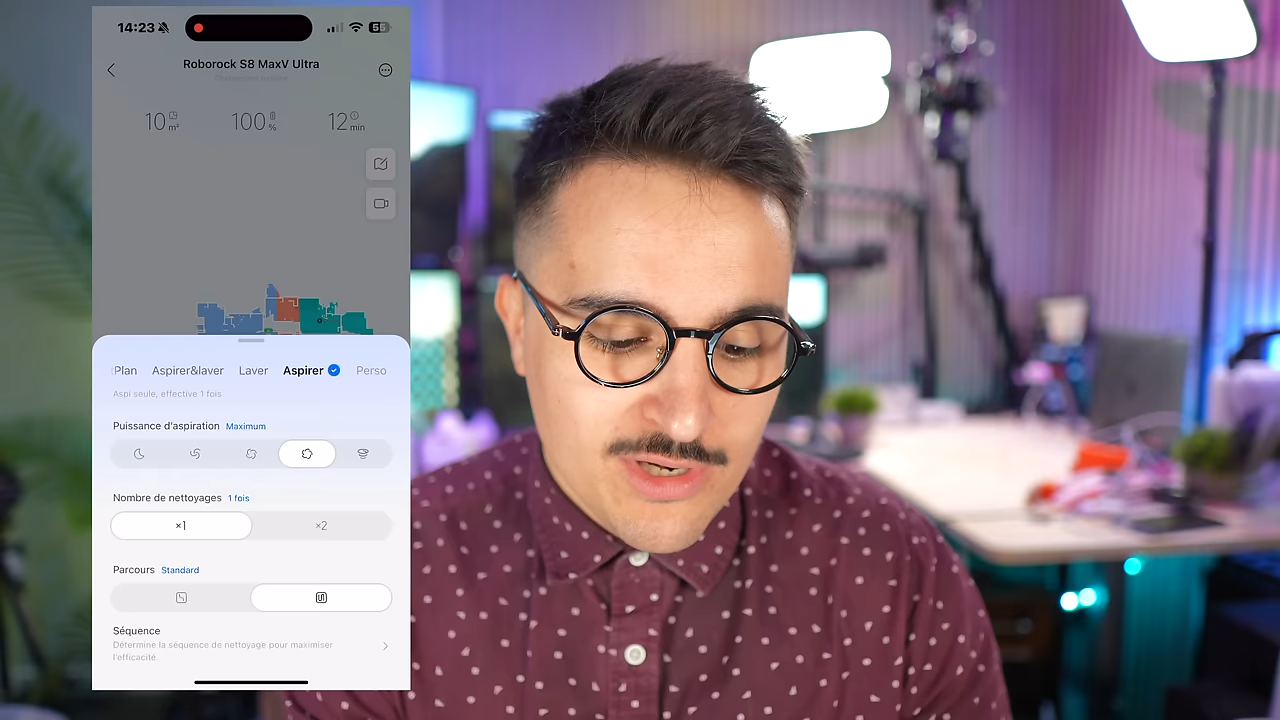 14:23
55
Roborock S8 MaxV Ultra
10 m²
100 %
12 min
Plan Aspirer&laver Laver Aspirer Perso
Aspi seule, effective 1 fois
Puissance d'aspiration Maximum
Nombre de nettoyages 1 fois
×1 ×2
Parcours Standard
Séquence
Détermine la séquence de nettoyage pour maximiser
l'efficacité